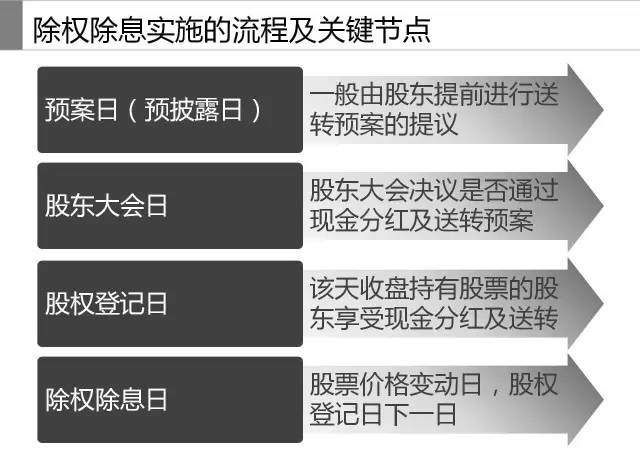 除权除息实施的流程及关键节点
预案日（预披露日）
一般由股东提前进行送
转预案的提议
股东大会日
股东大会决议是否通过
现金分红及送转预案
股权登记日
该天收盘持有股票的股
东享受现金分红及送转
除权除息日
股票价格变动日，股权
登记日下一日